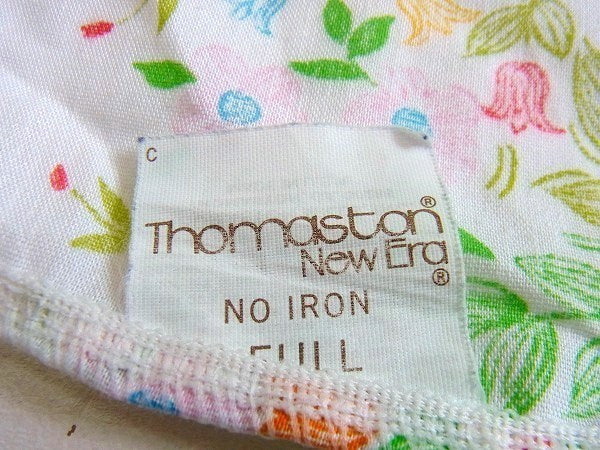 C
Thomaston®
New Era®
NO IRON
FULL